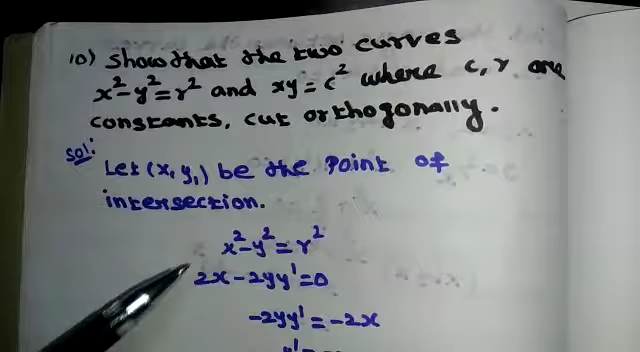 10) Show that the two curves
x²-y²=r² and xy=c² where c, r are
constants, cut orthogonally.
Sol:
Let (x₁ y₁) be the point of
intersection.
x²-y²=r²
2x-2yy'=0
-2yy'=-2x
y'=